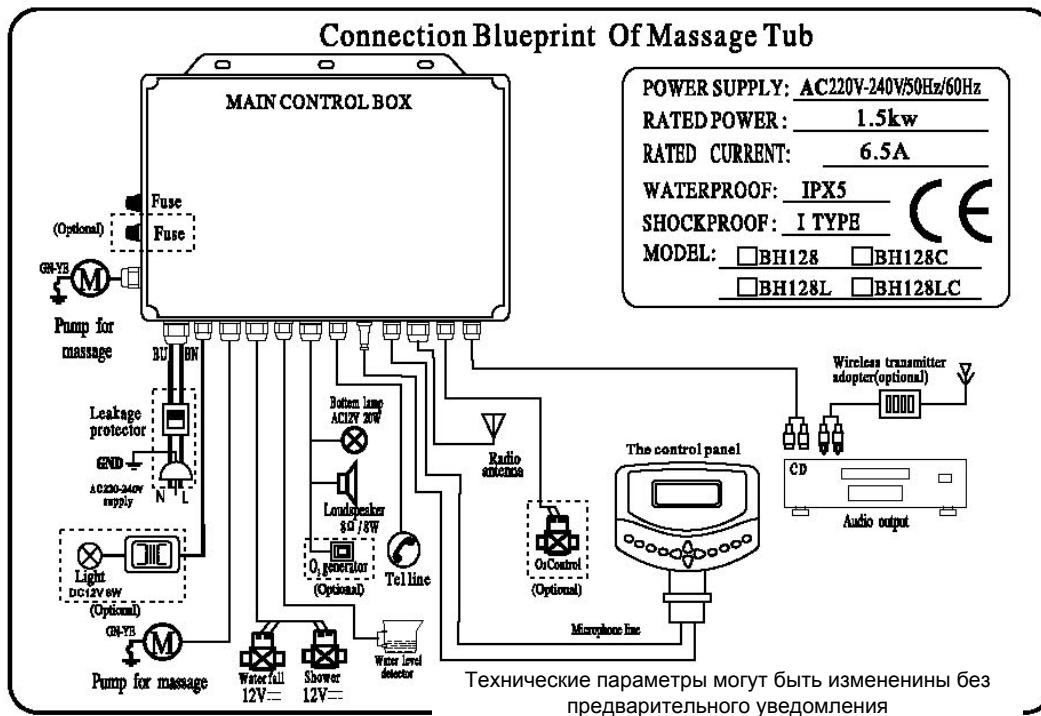 Connection Blueprint Of Massage Tub
MAIN CONTROL BOX
POWER SUPPLY: AC220V-240V/50Hz/60Hz
RATED POWER: 1.5kw
RATED CURRENT: 6.5A
WATERPROOF: IPX5
SHOCKPROOF: I TYPE
CE
MODEL: BH128 BH128C
BH128L BH128LC
Fuse
(Optional)
Fuse
GN-YE
M
Pump for
massage
BU BN
Leakage
protector
GND
AC220-240V
supply
N L
Light
DC12V 6W
(Optional)
GN-YE
M
Pump for massage
Water fall
12V
Shower
12V
Water level
detector
Bottom lamp
AC12V 20W
Loudspeaker
8Ω/8W
O3 generator
(Optional)
Tel line
Radio
antenna
O3 Control
(Optional)
Microphone line
The control panel
Wireless transmitter
adopter(optional)
CD
Audio output
Технические параметры могут быть измененины без
предварительного уведомления